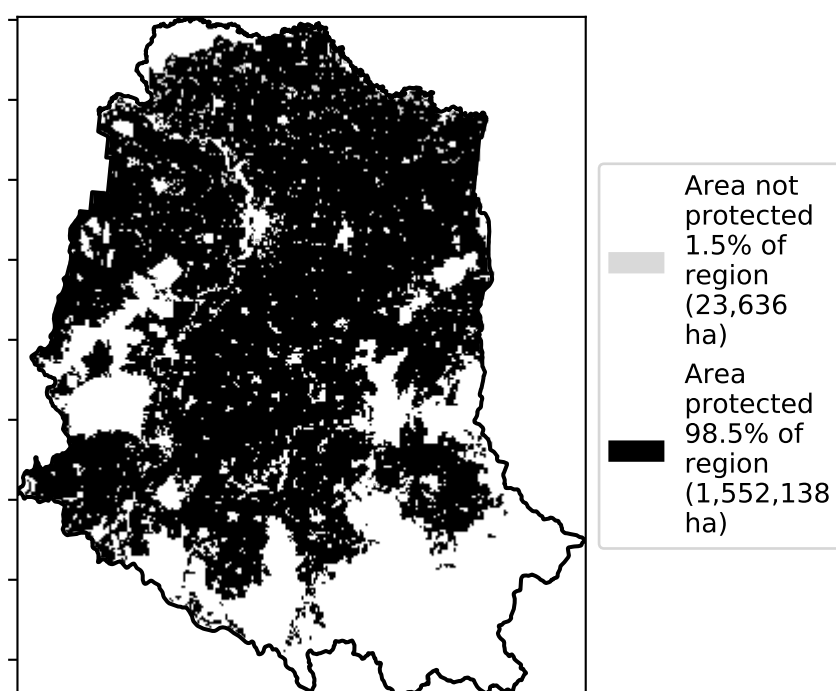 Area not
protected
1.5% of
region
(23,636
ha)
Area
protected
98.5% of
region
(1,552,138
ha)